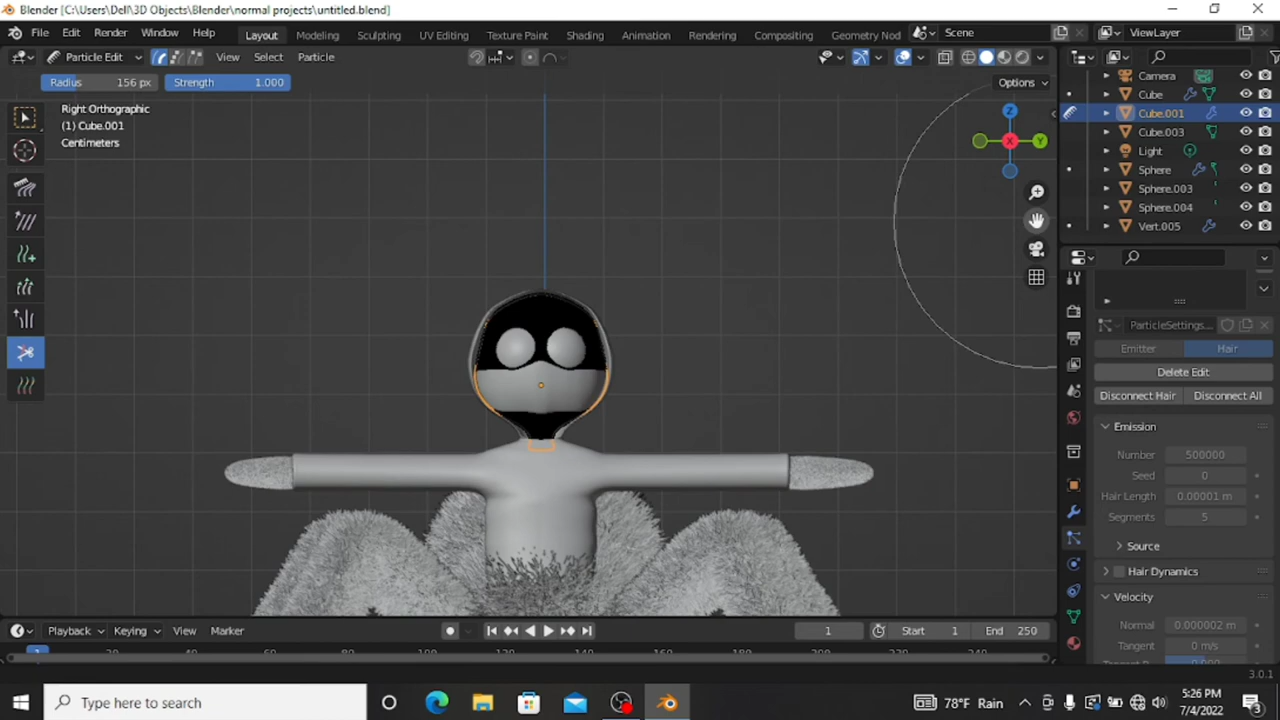 Blender [C:\Users\Dell\3D Objects\Blender\normal projects\untitled.blend]
File Edit Render Window Help Layout Modeling Sculpting UV Editing Texture Paint Shading Animation Rendering Compositing Geometry Nod Scene ViewLayer
Particle Edit View Select Particle
Radius 156 px Strength 1.000 Options
Right Orthographic
(1) Cube.001
Centimeters
Z
X Y
Camera
Cube
Cube.001
Cube.003
Light
Sphere
Sphere.003
Sphere.004
Vert.005
ParticleSettings...
Emitter Hair
Delete Edit
Disconnect Hair Disconnect All
Emission
Number 500000
Seed 0
Hair Length 0.00001 m
Segments 5
Source
Hair Dynamics
Velocity
Normal 0.000002 m
Tangent 0 m/s
Playback Keying View Marker 1 Start 1 End 250
3.0.1
Type here to search
78°F Rain
5:26 PM
7/4/2022
3